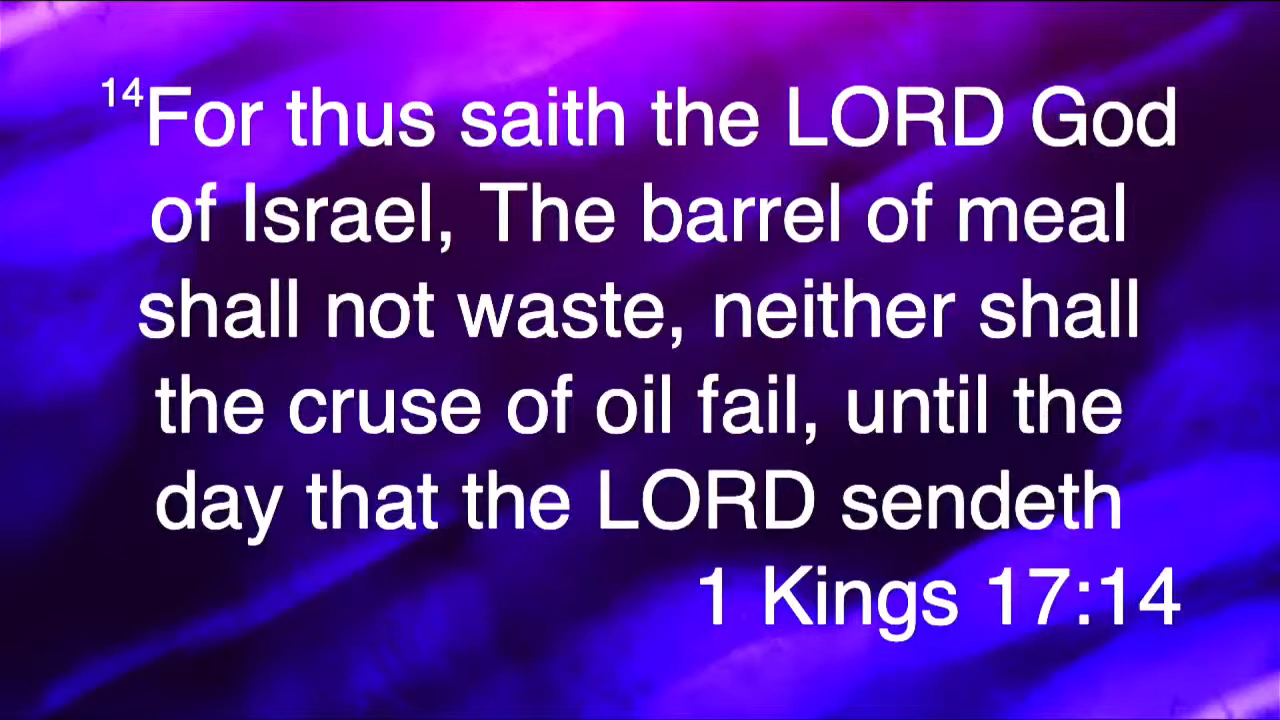 14For thus saith the LORD God
of Israel, The barrel of meal
shall not waste, neither shall
the cruse of oil fail, until the
day that the LORD sendeth
1 Kings 17:14